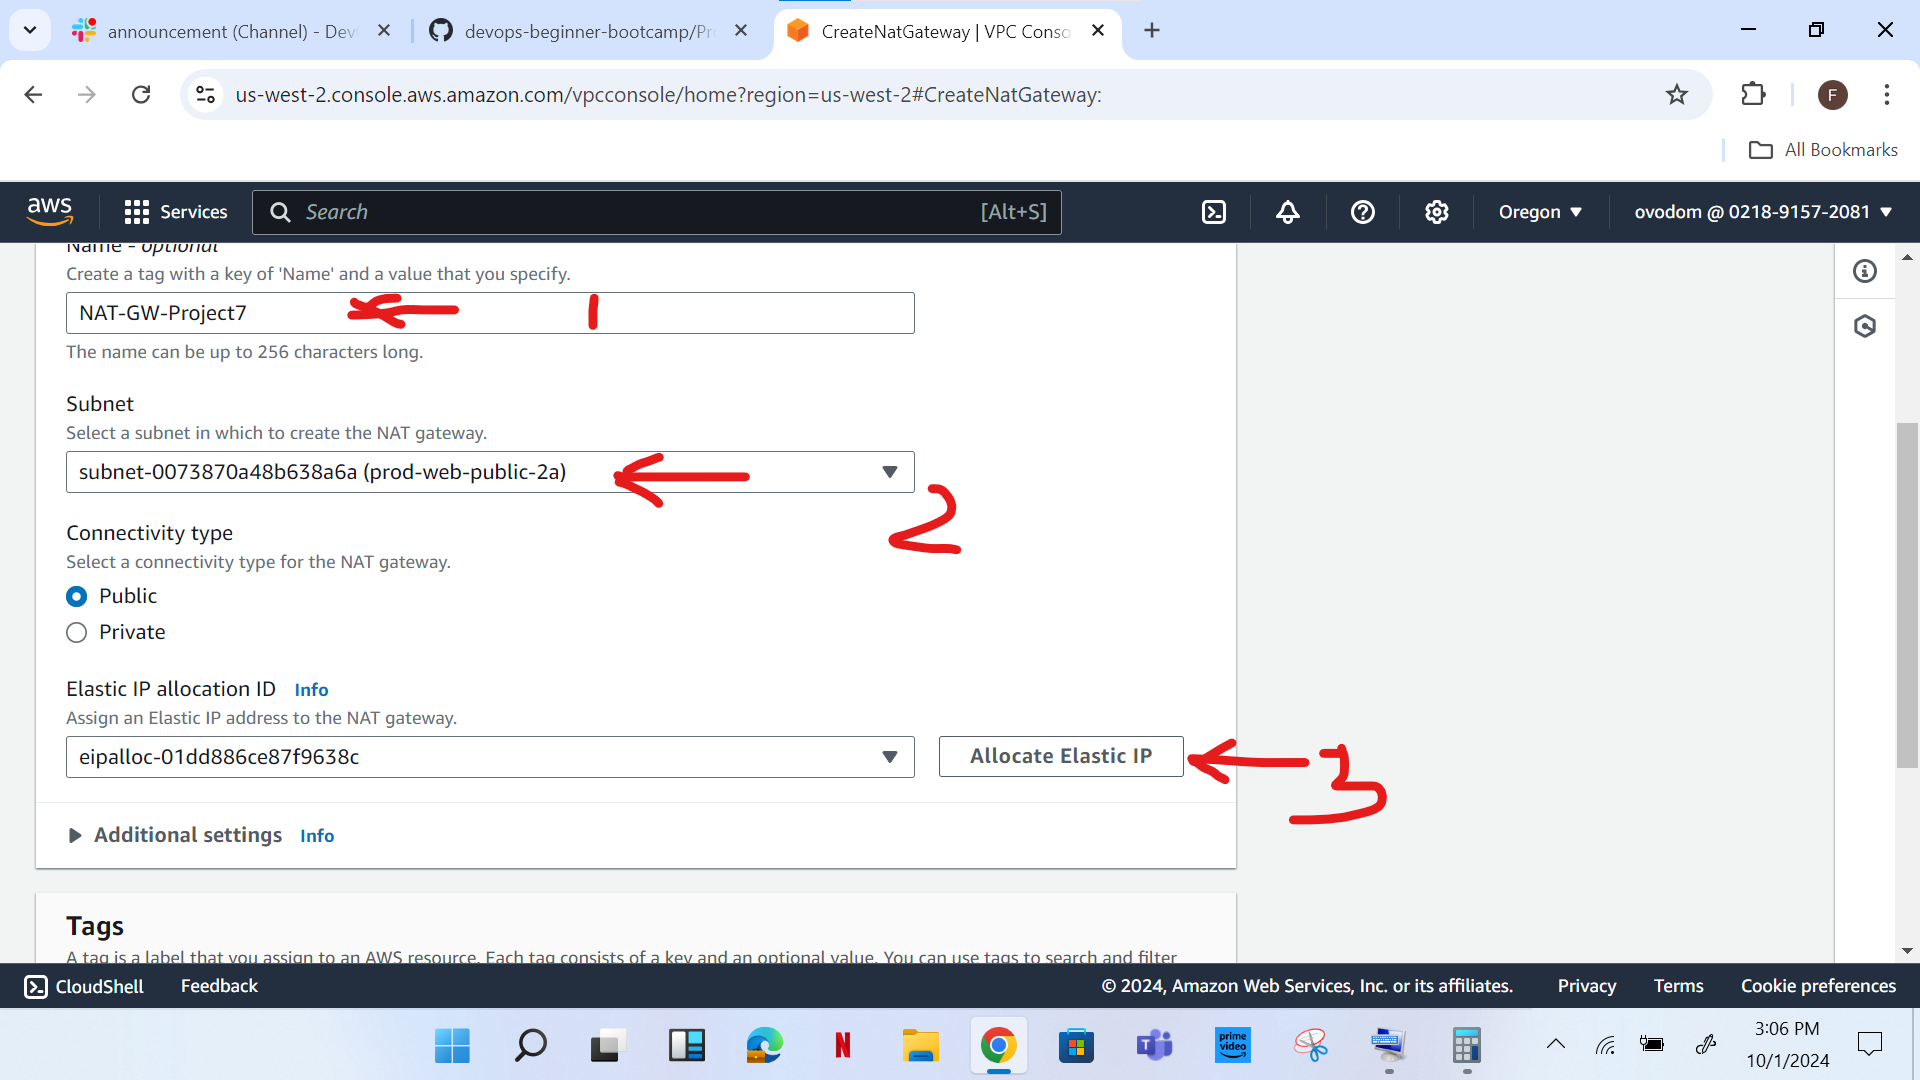 announcement (Channel) - Dev
devops-beginner-bootcamp/Pr
CreateNatGateway | VPC Conso
us-west-2.console.aws.amazon.com/vpcconsole/home?region=us-west-2#CreateNatGateway:
F
All Bookmarks
aws
Services
Search
[Alt+S]
Oregon
ovodom @ 0218-9157-2081
Name - optional
Create a tag with a key of 'Name' and a value that you specify.
NAT-GW-Project7
1
The name can be up to 256 characters long.
Subnet
Select a subnet in which to create the NAT gateway.
subnet-0073870a48b638a6a (prod-web-public-2a)
2
Connectivity type
Select a connectivity type for the NAT gateway.
Public
Private
Elastic IP allocation ID Info
Assign an Elastic IP address to the NAT gateway.
eipalloc-01dd886ce87f9638c
Allocate Elastic IP
3
Additional settings Info
Tags
A tag is a label that you assign to an AWS resource. Each tag consists of a key and an optional value. You can use tags to search and filter
CloudShell
Feedback
© 2024, Amazon Web Services, Inc. or its affiliates.
Privacy
Terms
Cookie preferences
N
T
prime video
3:06 PM
10/1/2024